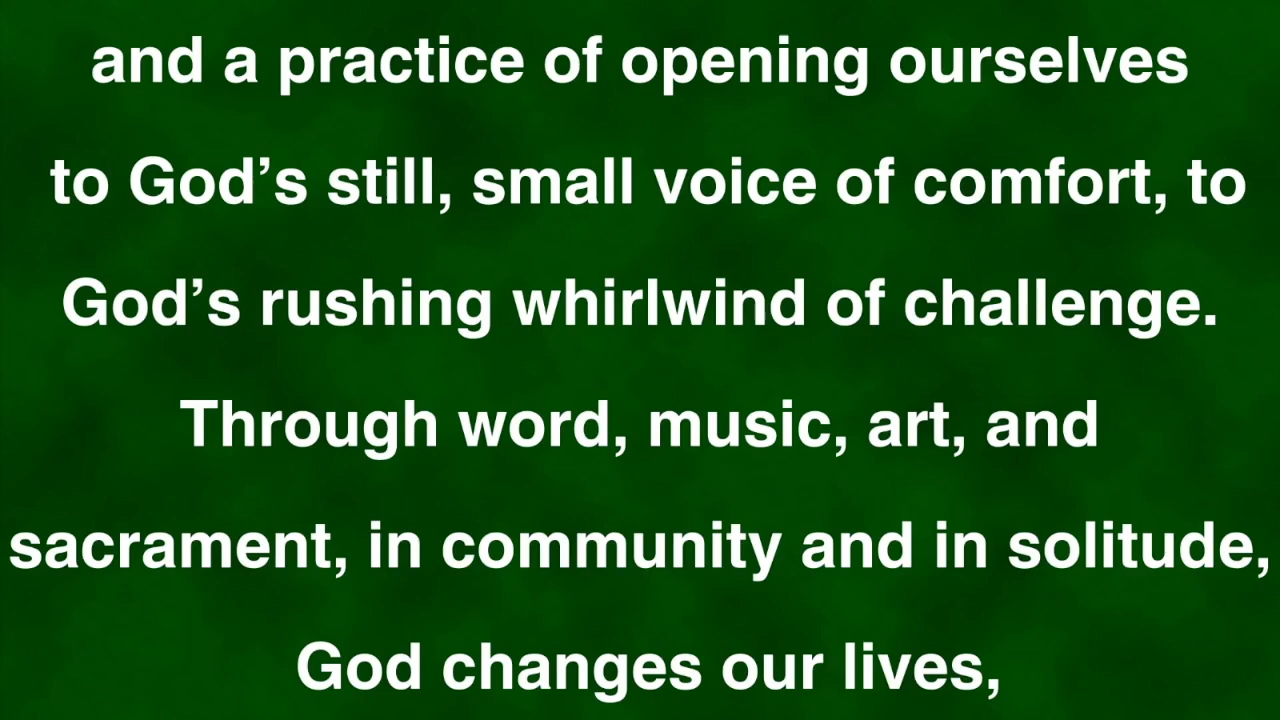 and a practice of opening ourselves
to God’s still, small voice of comfort, to
God’s rushing whirlwind of challenge.
Through word, music, art, and
sacrament, in community and in solitude,
God changes our lives,